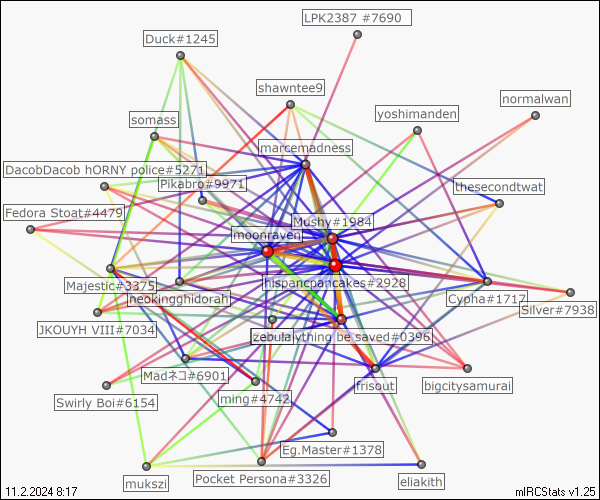 LPK2387 #7690
Duck#1245
shawntee9
normalwan
yoshimanden
somass
marcemadness
DacobDacob hORNY police#5271
Pikabro#9971
thesecondtwat
Fedora Stoat#4479
Mushy#1984
moonraven
Majestic#3375
hispancpancakes#2928
neokingghidorah
Cypha#1717
Silver#7938
JKOUYH VIII#7034
zebulalything be saved#0396
Madネコ#6901
frisout
bigcitysamurai
Swirly Boi#6154
ming#4742
Eg.Master#1378
mukszi
Pocket Persona#3326
eliakith
11.2.2024 8:17
mIRCStats v1.25